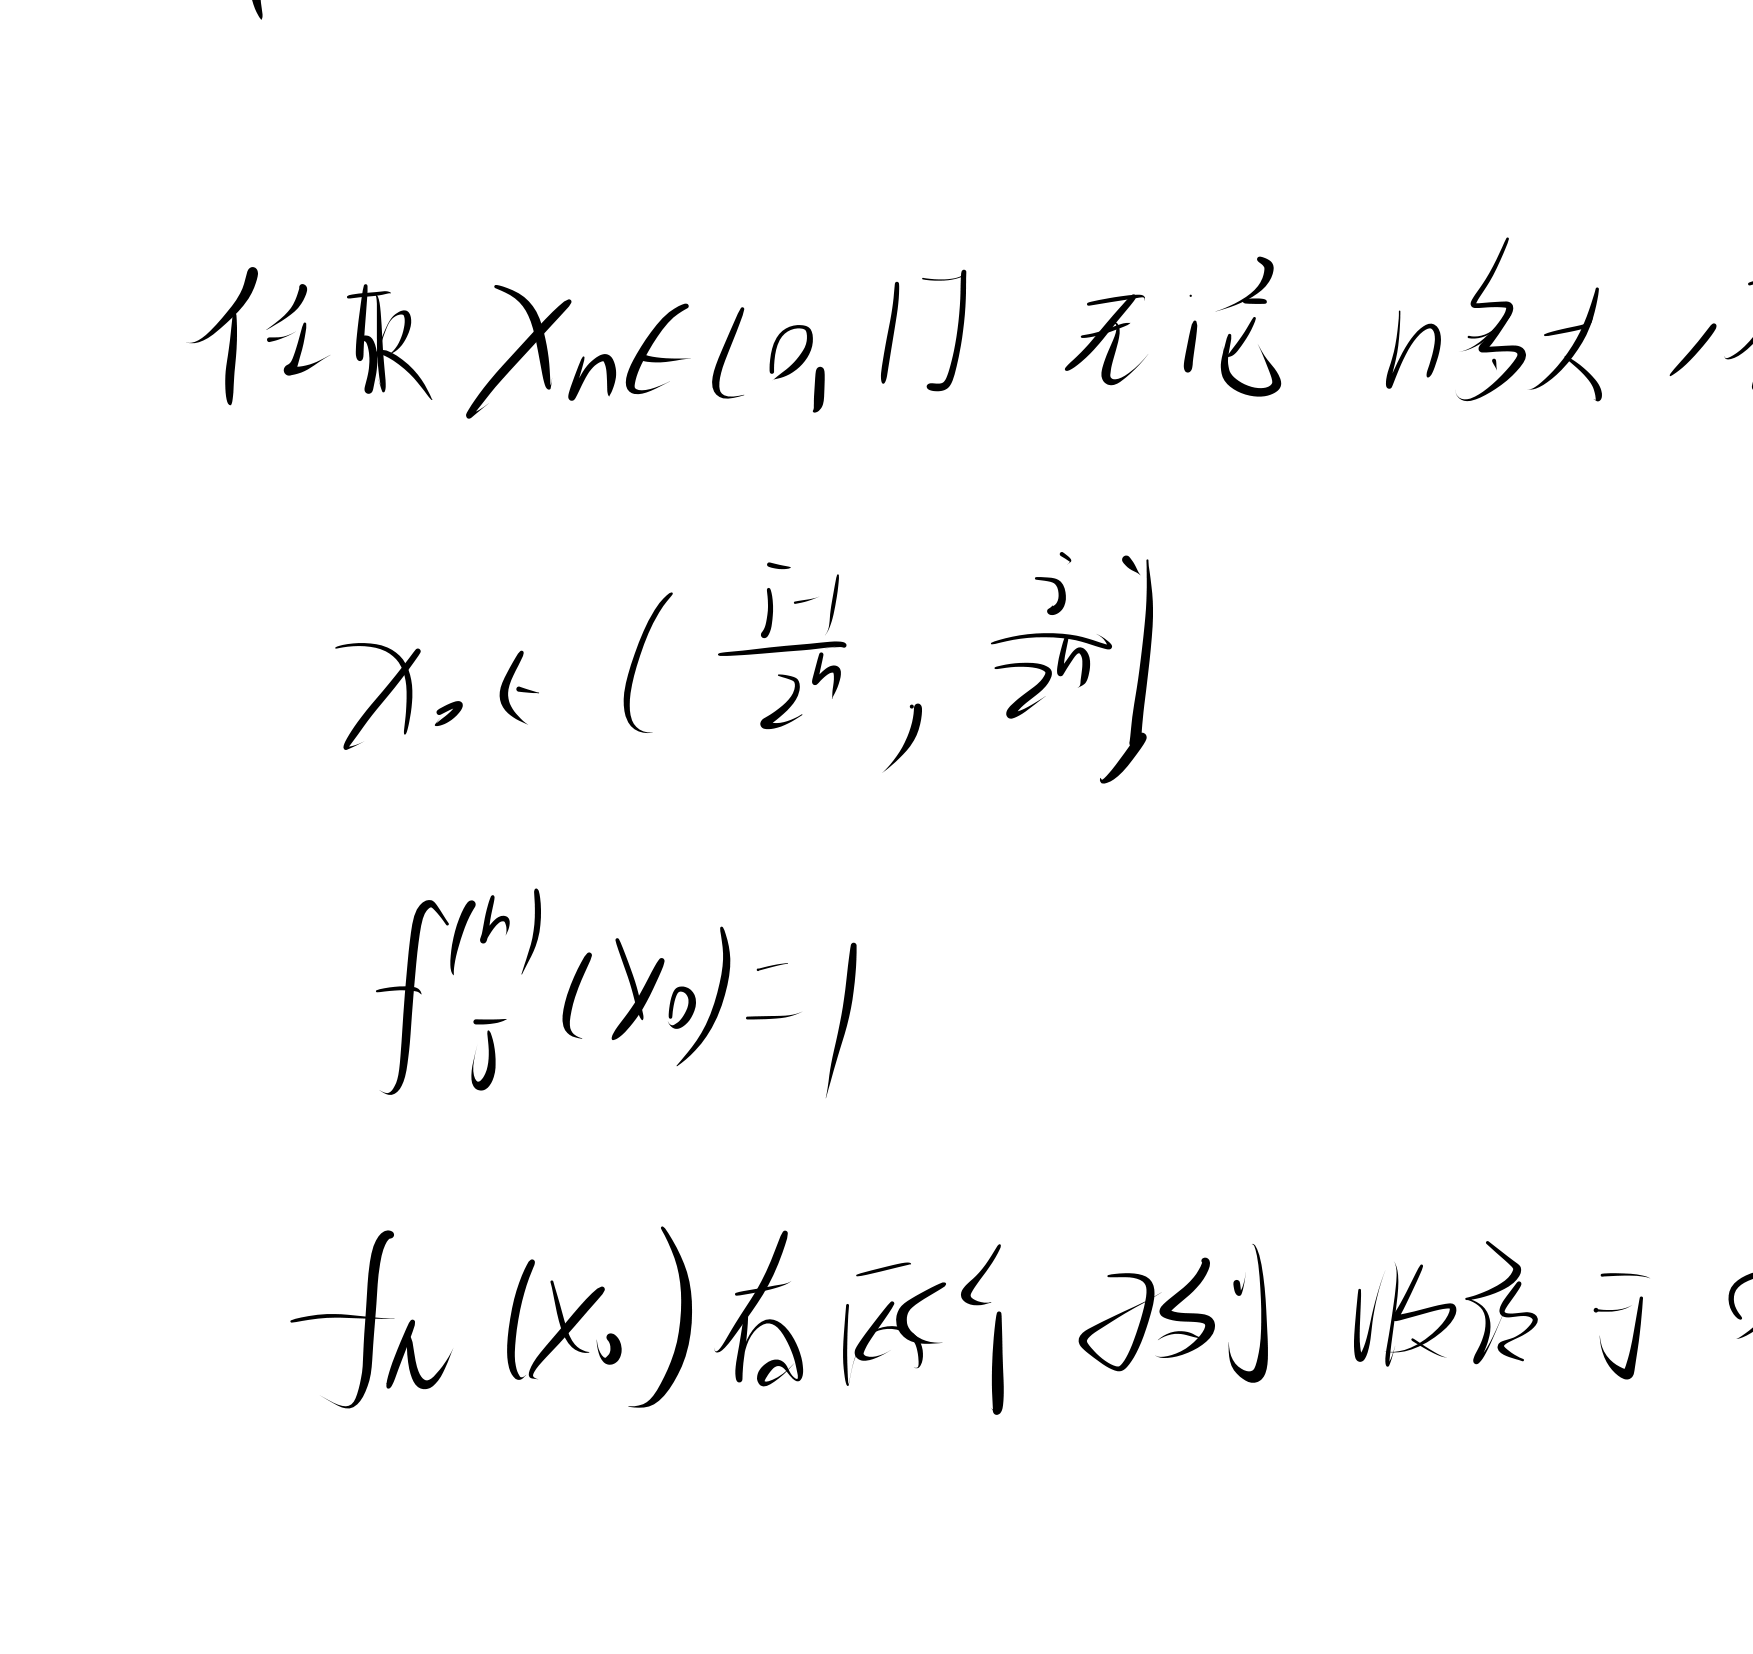 任取 Xn∈(0,1] 无论 n多大
x₀∈( (j-1)/2ⁿ , j/2ⁿ ]
f_j^(n)(x₀)=1
fn(x₀)有两个子列 收敛于